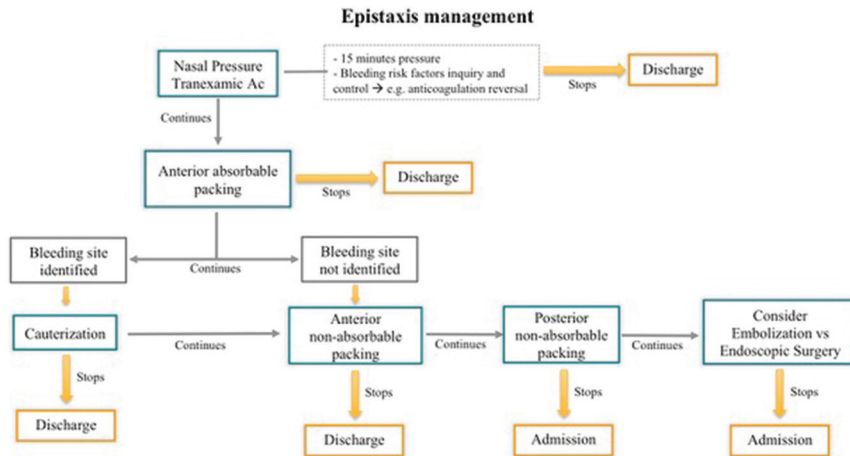 Epistaxis management
Nasal Pressure
Tranexamic Ac
- 15 minutes pressure
- Bleeding risk factors inquiry and
control → e.g. anticoagulation reversal
Stops
Discharge
Continues
Anterior absorbable
packing
Stops
Discharge
Bleeding site
identified
Continues
Bleeding site
not identified
Cauterization
Continues
Anterior
non-absorbable
packing
Continues
Posterior
non-absorbable
packing
Continues
Consider
Embolization vs
Endoscopic Surgery
Stops
Stops
Stops
Stops
Discharge
Discharge
Admission
Admission